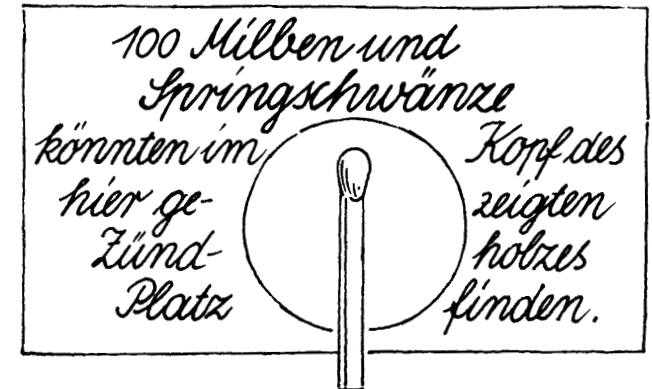 100 Milben und
Springschwänze
könnten im Kopf des
hier ge- zeigten
Zünd- holzes
Platz finden.